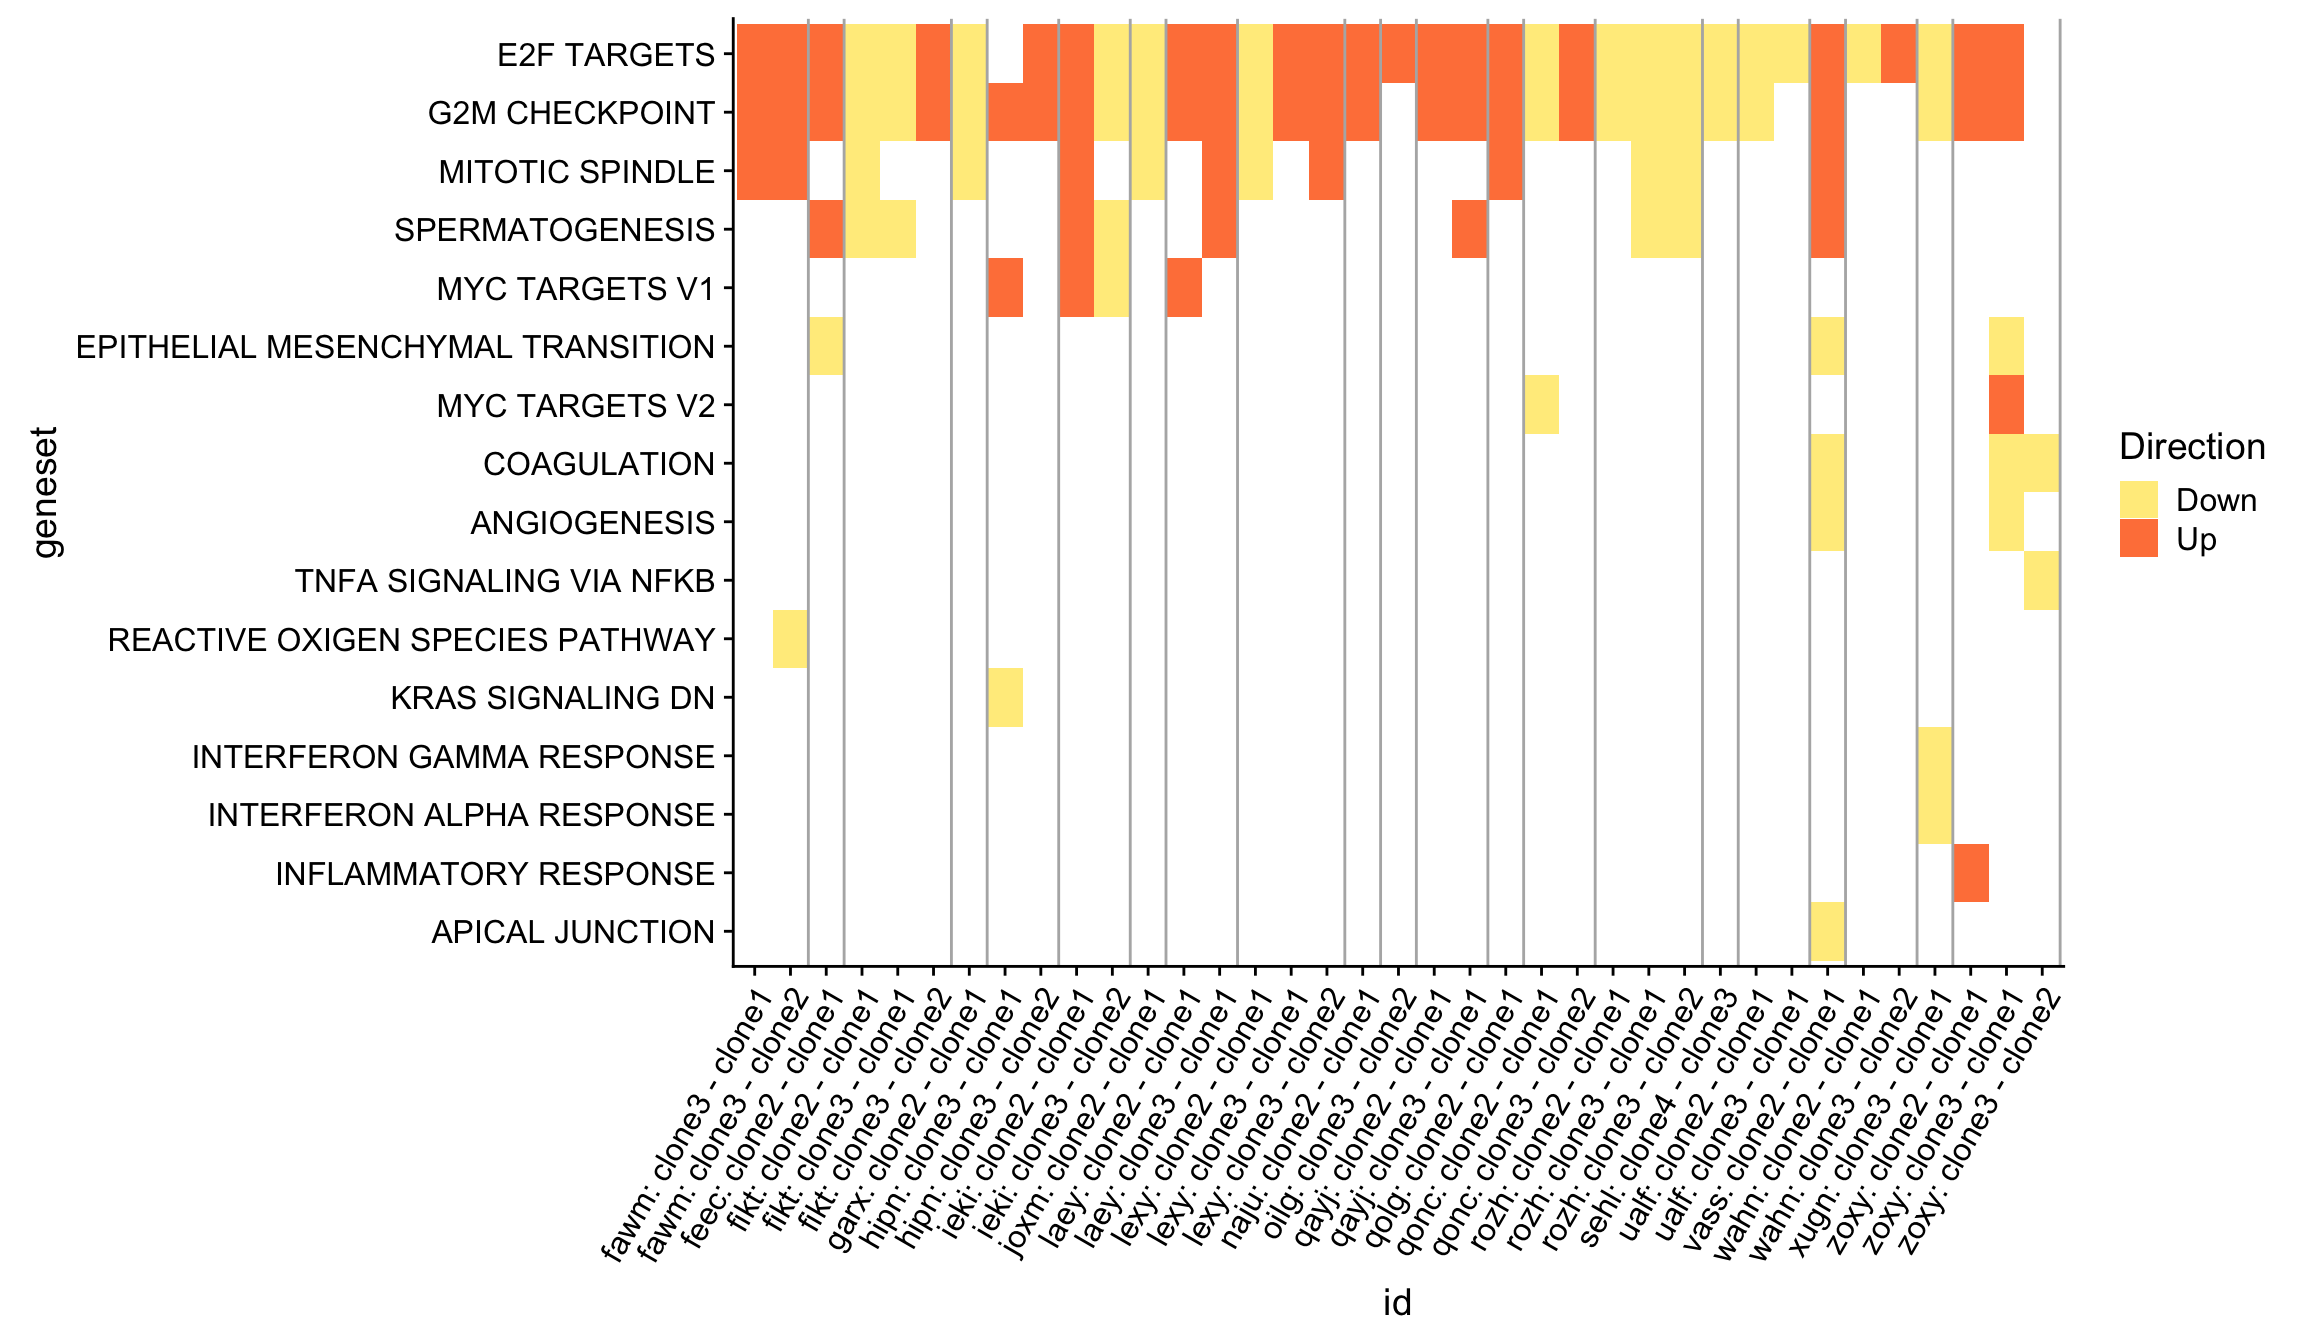 E2F TARGETS
G2M CHECKPOINT
MITOTIC SPINDLE
SPERMATOGENESIS
MYC TARGETS V1
EPITHELIAL MESENCHYMAL TRANSITION
MYC TARGETS V2
COAGULATION
ANGIOGENESIS
TNFA SIGNALING VIA NFKB
REACTIVE OXIGEN SPECIES PATHWAY
KRAS SIGNALING DN
INTERFERON GAMMA RESPONSE
INTERFERON ALPHA RESPONSE
INFLAMMATORY RESPONSE
APICAL JUNCTION
geneset
fawm: clone3 - clone1
fawm: clone3 - clone2
feec: clone2 - clone1
fikt: clone2 - clone1
fikt: clone3 - clone1
fikt: clone3 - clone2
garx: clone2 - clone1
hipn: clone3 - clone1
hipn: clone3 - clone2
ieki: clone2 - clone1
ieki: clone3 - clone2
joxm: clone2 - clone1
laey: clone2 - clone1
laey: clone3 - clone1
lexy: clone2 - clone1
lexy: clone3 - clone1
lexy: clone3 - clone2
naju: clone2 - clone1
oilg: clone3 - clone2
qayj: clone2 - clone1
qayj: clone3 - clone1
qolg: clone2 - clone1
qonc: clone2 - clone1
qonc: clone3 - clone2
rozh: clone2 - clone1
rozh: clone3 - clone1
rozh: clone3 - clone2
sehl: clone4 - clone3
ualf: clone2 - clone1
ualf: clone3 - clone1
vass: clone2 - clone1
wahn: clone2 - clone1
wahn: clone3 - clone2
xugn: clone3 - clone1
zoxy: clone2 - clone1
zoxy: clone3 - clone1
zoxy: clone3 - clone2
id
Direction
Down
Up